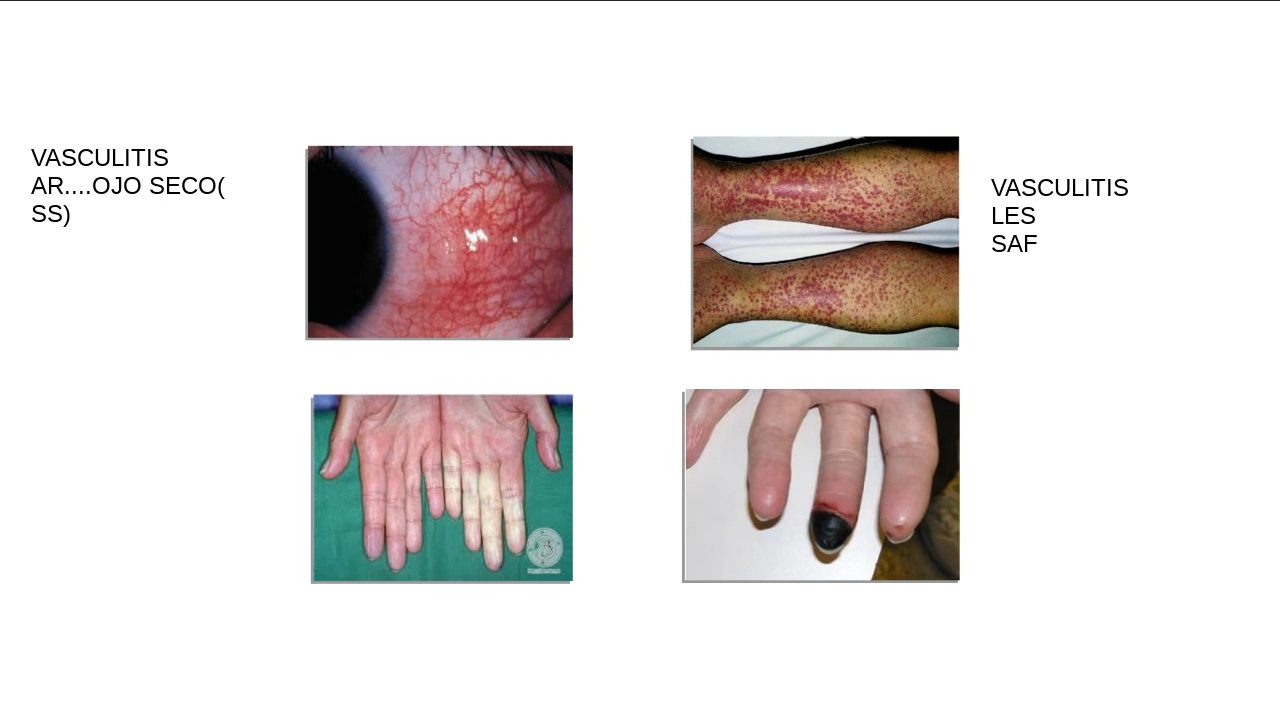 VASCULITIS
AR....OJO SECO(
SS)
VASCULITIS
LES
SAF